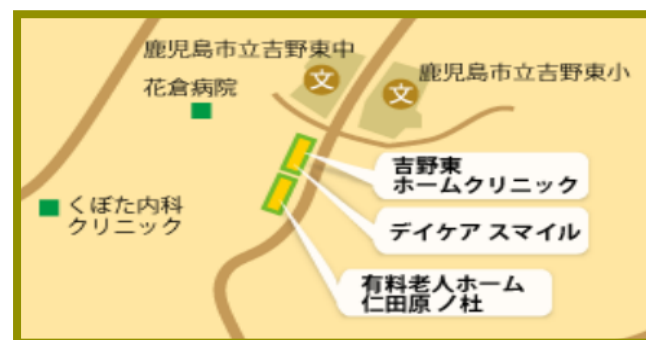 鹿児島市立吉野東中
花倉病院
文
文
鹿児島市立吉野東小
吉野東
ホームクリニック
くぼた内科
クリニック
デイケア スマイル
有料老人ホーム
仁田原ノ杜